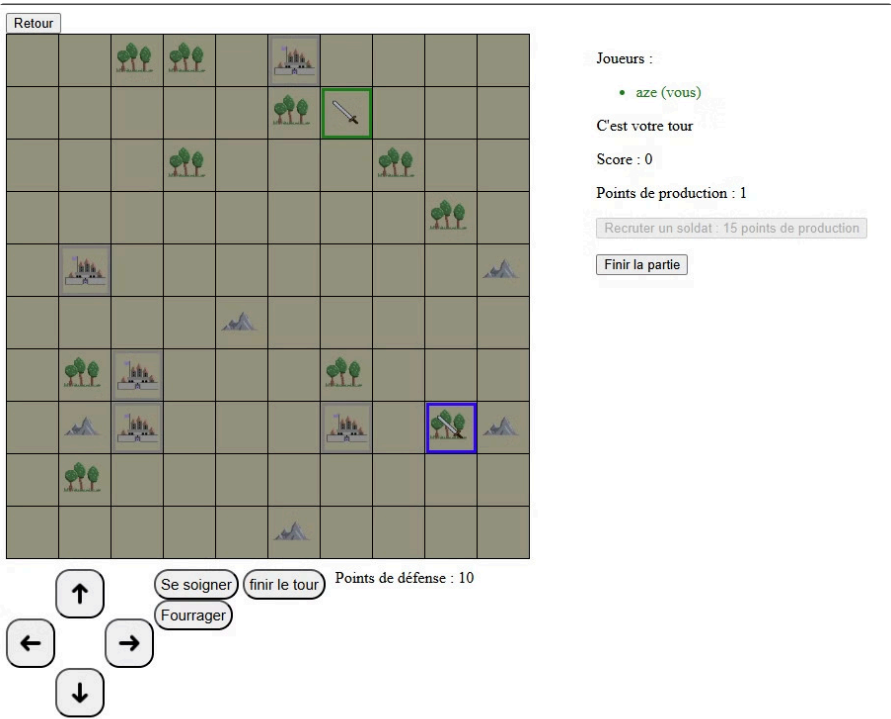 Retour
Joueurs :
aze (vous)
C'est votre tour
Score : 0
Points de production : 1
Recruter un soldat : 15 points de production
Finir la partie
Se soigner
finir le tour
Points de défense : 10
Fourrager